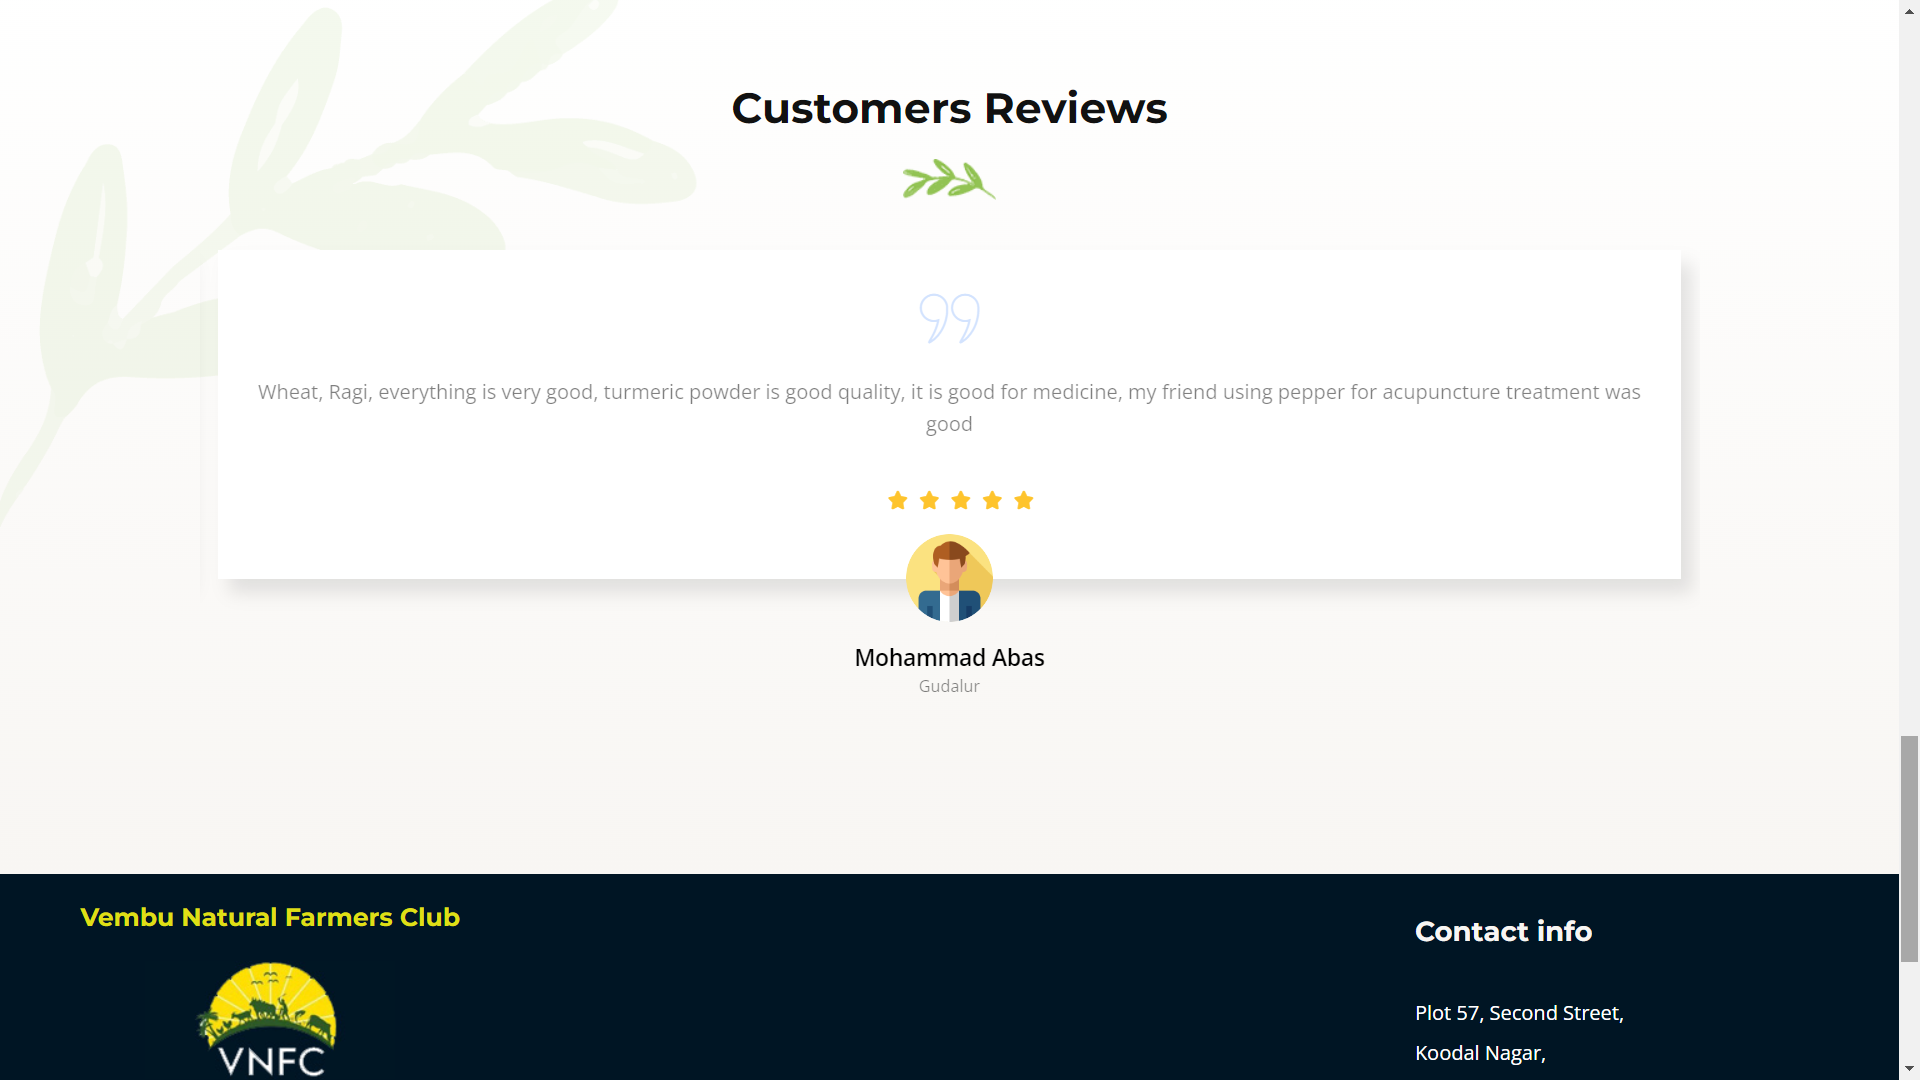 Customers Reviews
Wheat, Ragi, everything is very good, turmeric powder is good quality, it is good for medicine, my friend using pepper for acupuncture treatment was
good
Mohammad Abas
Gudalur
Vembu Natural Farmers Club
VNFC
Contact info
Plot 57, Second Street,
Koodal Nagar,